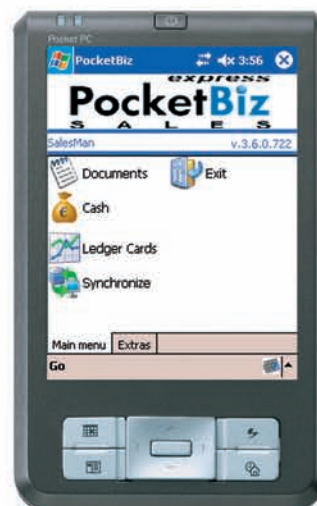 Pocket PC
PocketBiz 3:56
express
PocketBiz
SALES
SalesMan v.3.6.0.722
Documents Exit
Cash
Ledger Cards
Synchronize
Main menu Extras
Go